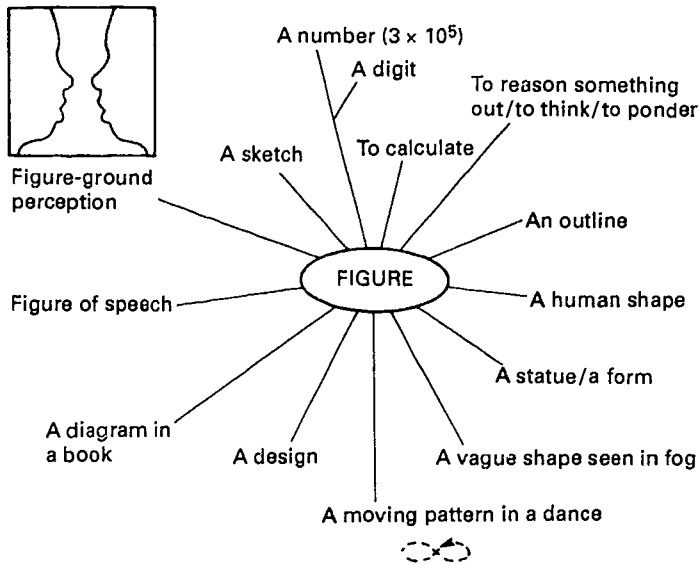 A number (3 × 10⁵)
A digit
To reason something
out/to think/to ponder
To calculate
A sketch
Figure-ground
perception
An outline
FIGURE
Figure of speech
A human shape
A statue/a form
A diagram in
a book
A design
A vague shape seen in fog
A moving pattern in a dance